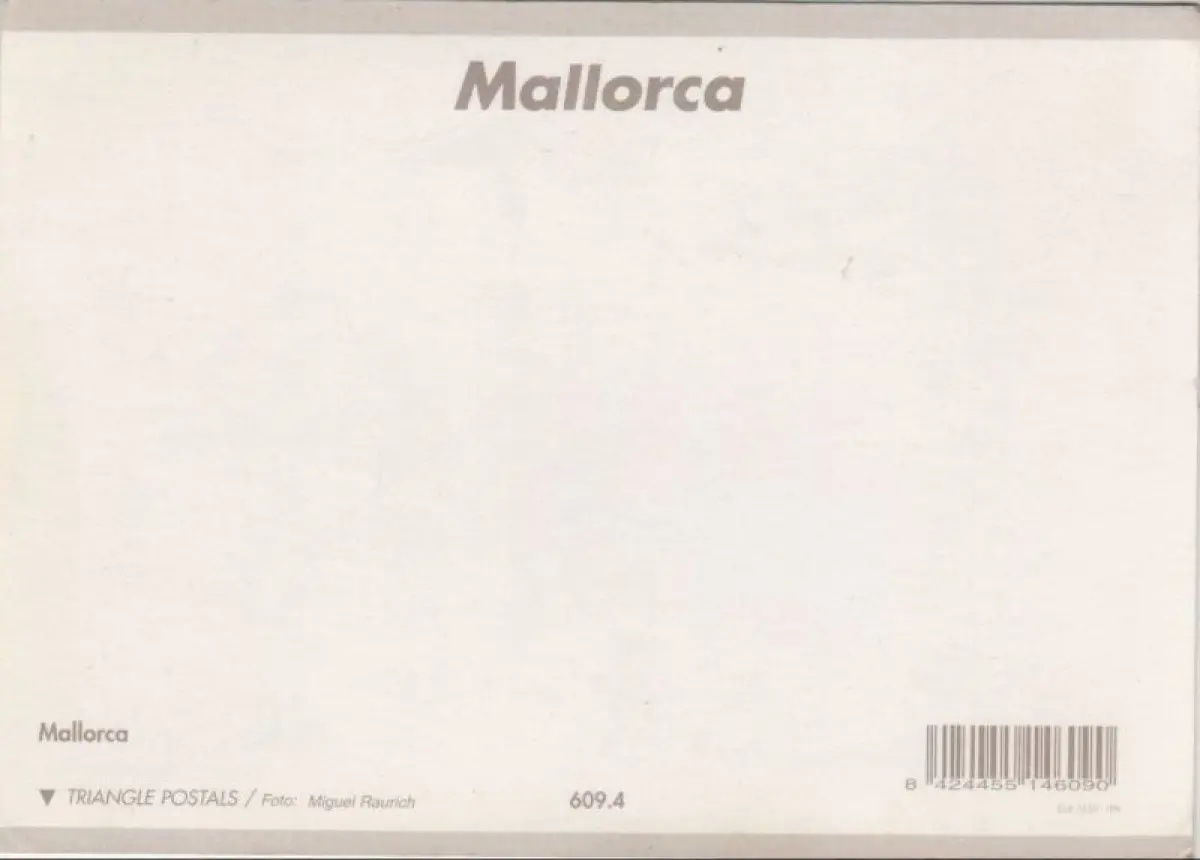 Mallorca
Mallorca
▼ TRIANGLE POSTALS / Foto: Miguel Raurich
609.4
8 424455 146090